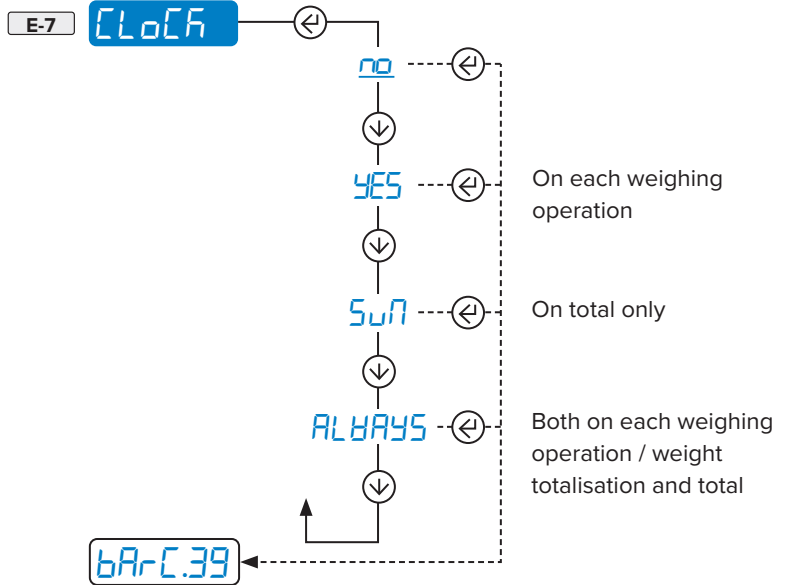 E-7 CLoCk
no
YES
On each weighing
operation
SuM
On total only
ALWAYS
Both on each weighing
operation / weight
totalisation and total
bArC.39